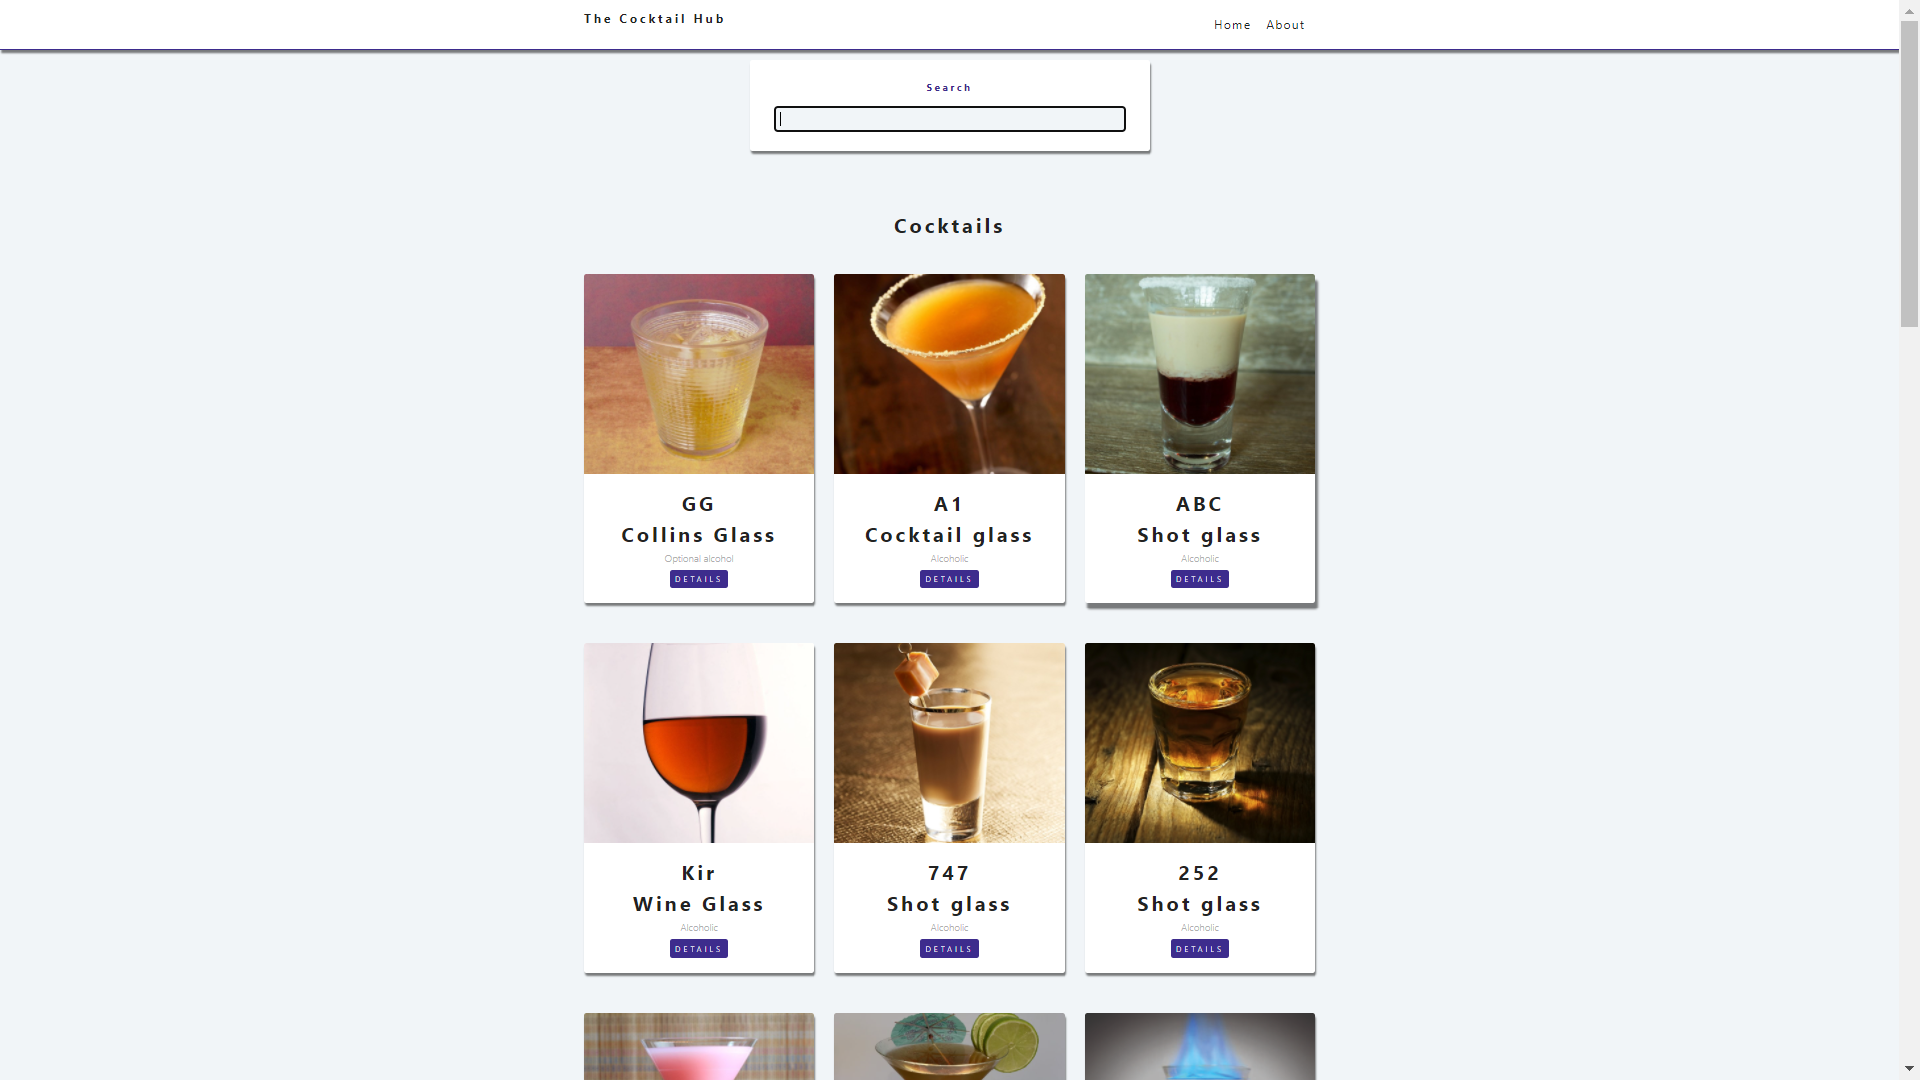 The Cocktail Hub
Home About
Search
Cocktails
GG
Collins Glass
Optional alcohol
DETAILS
A1
Cocktail glass
Alcoholic
DETAILS
ABC
Shot glass
Alcoholic
DETAILS
Kir
Wine Glass
Alcoholic
DETAILS
747
Shot glass
Alcoholic
DETAILS
252
Shot glass
Alcoholic
DETAILS